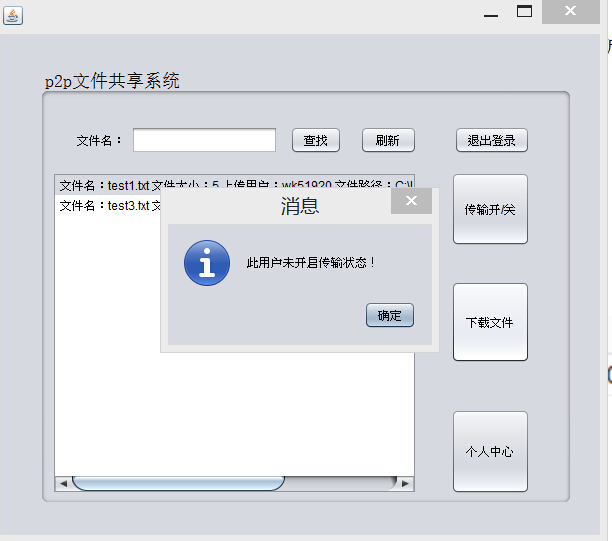 p2p文件共享系统
文件名： 查找 刷新 退出登录
文件名：test1.txt 文件大小：5 上传用户：wk51920 文件路径：C:\
文件名：test3.txt 文
消息
此用户未开启传输状态！
确定
传输开/关
下载文件
个人中心